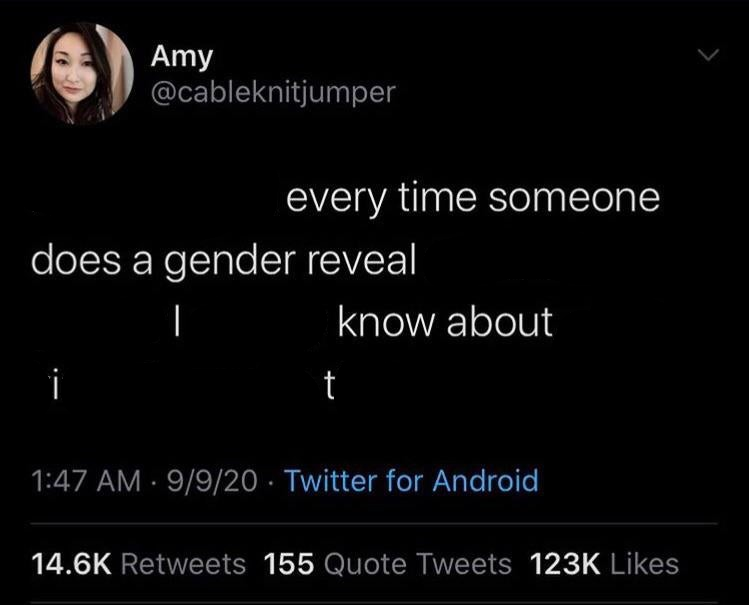 Amy
@cableknitjumper
every time someone
does a gender reveal
I know about
i t
1:47 AM · 9/9/20 · Twitter for Android
14.6K Retweets 155 Quote Tweets 123K Likes